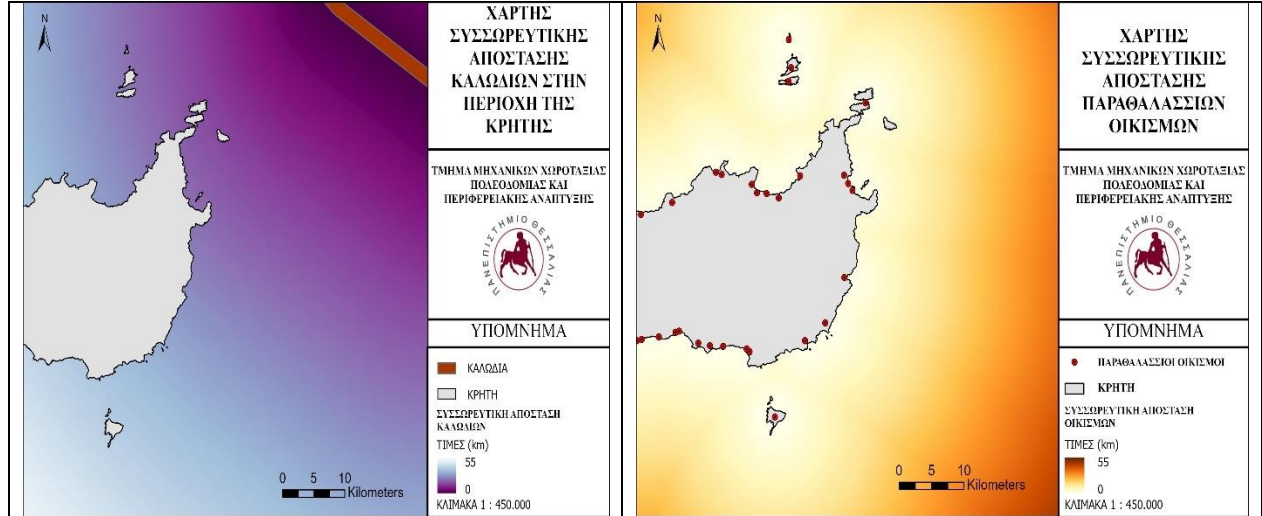 N
ΧΑΡΤΗΣ
ΣΥΣΣΩΡΕΥΤΙΚΗΣ
ΑΠΟΣΤΑΣΗΣ
ΚΑΛΩΔΙΩΝ ΣΤΗΝ
ΠΕΡΙΟΧΗ ΤΗΣ
ΚΡΗΤΗΣ
ΤΜΗΜΑ ΜΗΧΑΝΙΚΩΝ ΧΩΡΟΤΑΞΙΑΣ
ΠΟΛΕΟΔΟΜΙΑΣ ΚΑΙ
ΠΕΡΙΦΕΡΕΙΑΚΗΣ ΑΝΑΠΤΥΞΗΣ
ΠΑΝΕΠΙΣΤΗΜΙΟ ΘΕΣΣΑΛΙΑΣ
ΥΠΟΜΝΗΜΑ
ΚΑΛΩΔΙΑ
ΚΡΗΤΗ
ΣΥΣΣΩΡΕΥΤΙΚΗ ΑΠΟΣΤΑΣΗ
ΚΑΛΩΔΙΩΝ
ΤΙΜΕΣ (km)
55
0
ΚΛΙΜΑΚΑ 1 : 450.000
0 5 10
Kilometers
N
ΧΑΡΤΗΣ
ΣΥΣΣΩΡΕΥΤΙΚΗΣ
ΑΠΟΣΤΑΣΗΣ
ΠΑΡΑΘΑΛΑΣΣΙΩΝ
ΟΙΚΙΣΜΩΝ
ΤΜΗΜΑ ΜΗΧΑΝΙΚΩΝ ΧΩΡΟΤΑΞΙΑΣ
ΠΟΛΕΟΔΟΜΙΑΣ ΚΑΙ
ΠΕΡΙΦΕΡΕΙΑΚΗΣ ΑΝΑΠΤΥΞΗΣ
ΠΑΝΕΠΙΣΤΗΜΙΟ ΘΕΣΣΑΛΙΑΣ
ΥΠΟΜΝΗΜΑ
ΠΑΡΑΘΑΛΑΣΣΙΟΙ ΟΙΚΙΣΜΟΙ
ΚΡΗΤΗ
ΣΥΣΣΩΡΕΥΤΙΚΗ ΑΠΟΣΤΑΣΗ
ΟΙΚΙΣΜΩΝ
ΤΙΜΕΣ (km)
55
0
ΚΛΙΜΑΚΑ 1 : 450.000
0 5 10
Kilometers